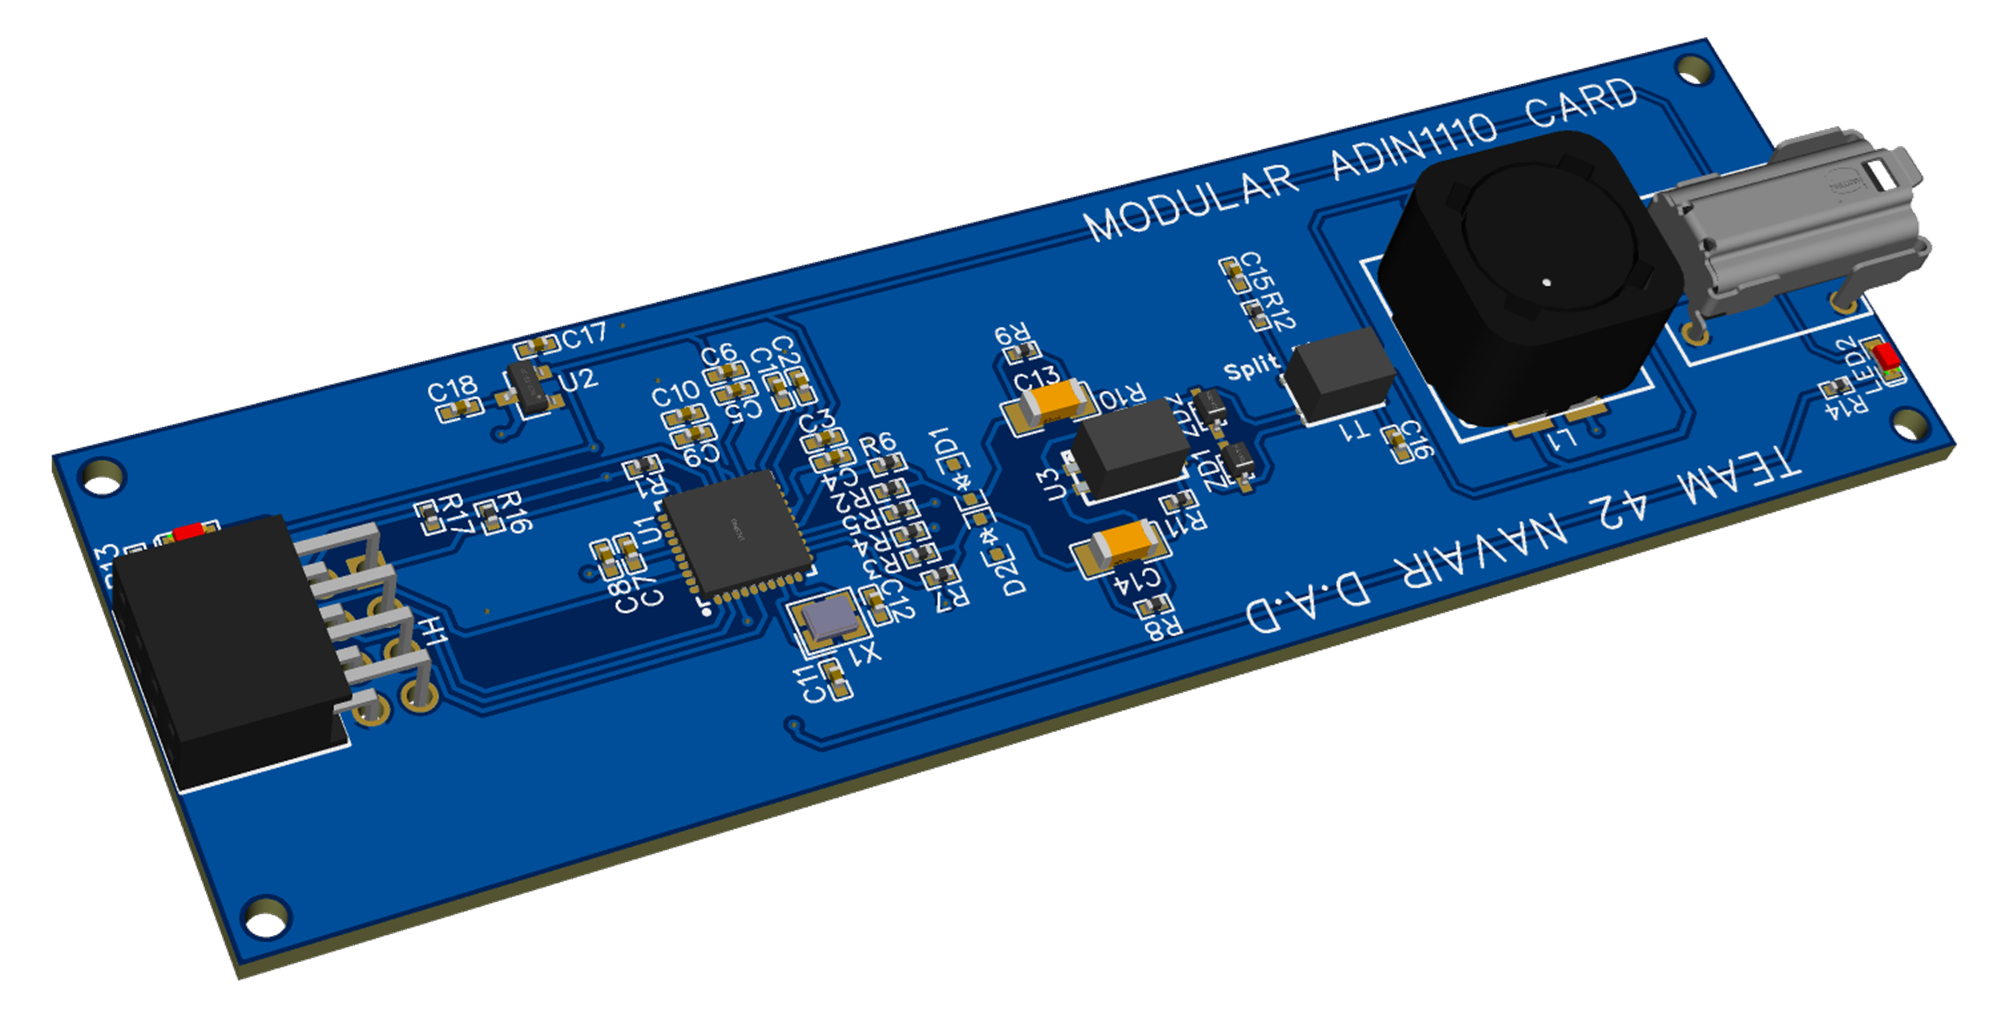 MODULAR ADIN1110 CARD
TEAM 42 NAVAIR D.A.D
C17
C18
U2
C6
C5
C10
C9
C1
C2
C3
C4
R6
R2
R5
R4
R3
R7
R1
U1
R17
R16
C8
C7
X1
C11
C12
D1
D2
R9
C13
R10
U3
ZD2
ZD1
R11
C14
R8
C15
R12
Split
T1
C16
L1
LED2
R14
H1